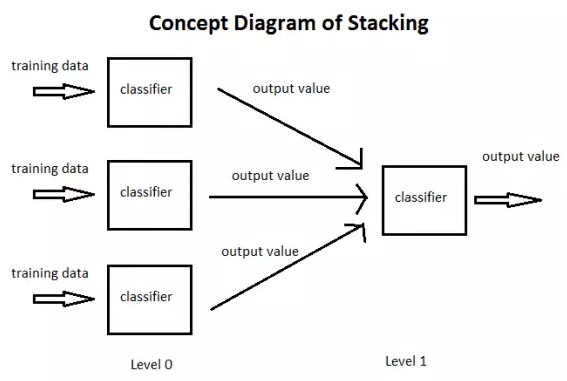 Concept Diagram of Stacking
training data
classifier
output value
training data
classifier
output value
classifier
output value
training data
classifier
output value
Level 0
Level 1